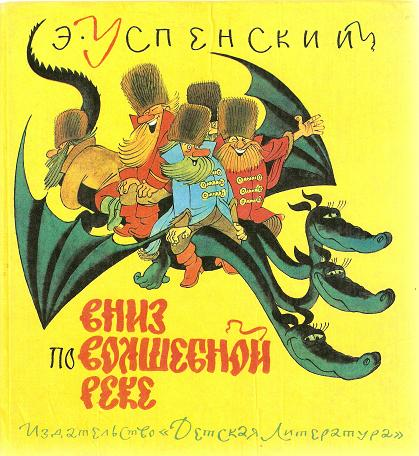 Э. Успенский
вниз
по волшебной
реке
Издательство «Детская Литература»